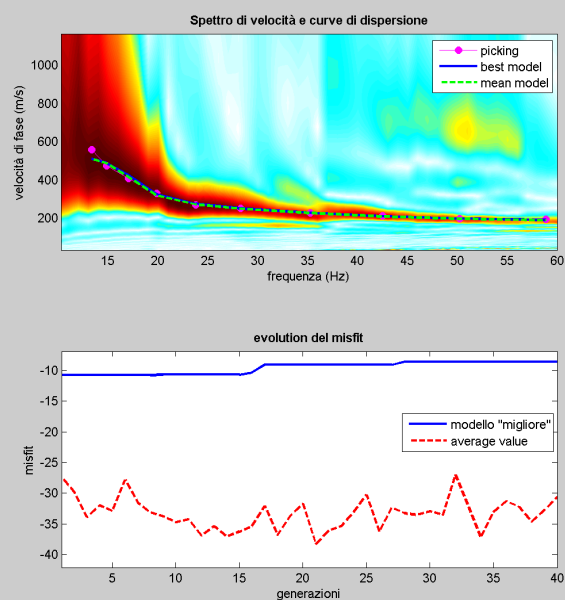 Spettro di velocità e curve di dispersione
velocità di fase (m/s)
1000
800
600
400
200
picking
best model
mean model
15 20 25 30 35 40 45 50 55 60
frequenza (Hz)
evolution del misfit
misfit
-10
-15
-20
-25
-30
-35
-40
modello "migliore"
average value
5 10 15 20 25 30 35 40
generazioni